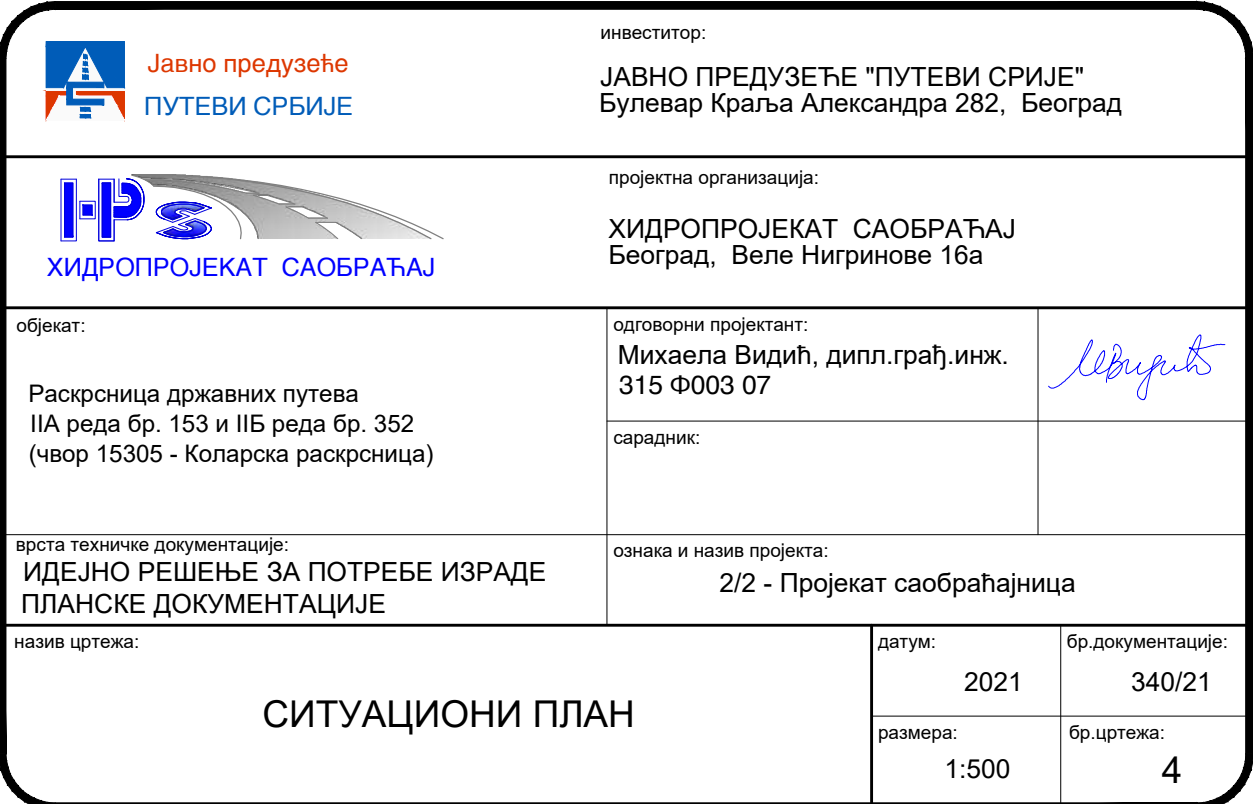 Јавно предузеће
ПУТЕВИ СРБИЈЕ
инвеститор:
ЈАВНО ПРЕДУЗЕЋЕ "ПУТЕВИ СРИЈЕ"
Булевар Краља Александра 282, Београд
HPs
ХИДРОПРОЈЕКАТ САОБРАЋАЈ
пројектна организација:
ХИДРОПРОЈЕКАТ САОБРАЋАЈ
Београд, Веле Нигринове 16а
објекат:
Раскрсница државних путева
IIА реда бр. 153 и IIБ реда бр. 352
(чвор 15305 - Коларска раскрсница)
одговорни пројектант:
Михаела Видић, дипл.грађ.инж.
315 Ф003 07
МВидић
сарадник:
врста техничке документације:
ИДЕЈНО РЕШЕЊЕ ЗА ПОТРЕБЕ ИЗРАДЕ
ПЛАНСКЕ ДОКУМЕНТАЦИЈЕ
ознака и назив пројекта:
2/2 - Пројекат саобраћајница
назив цртежа:
СИТУАЦИОНИ ПЛАН
датум:
2021
бр.документације:
340/21
размера:
1:500
бр.цртежа:
4